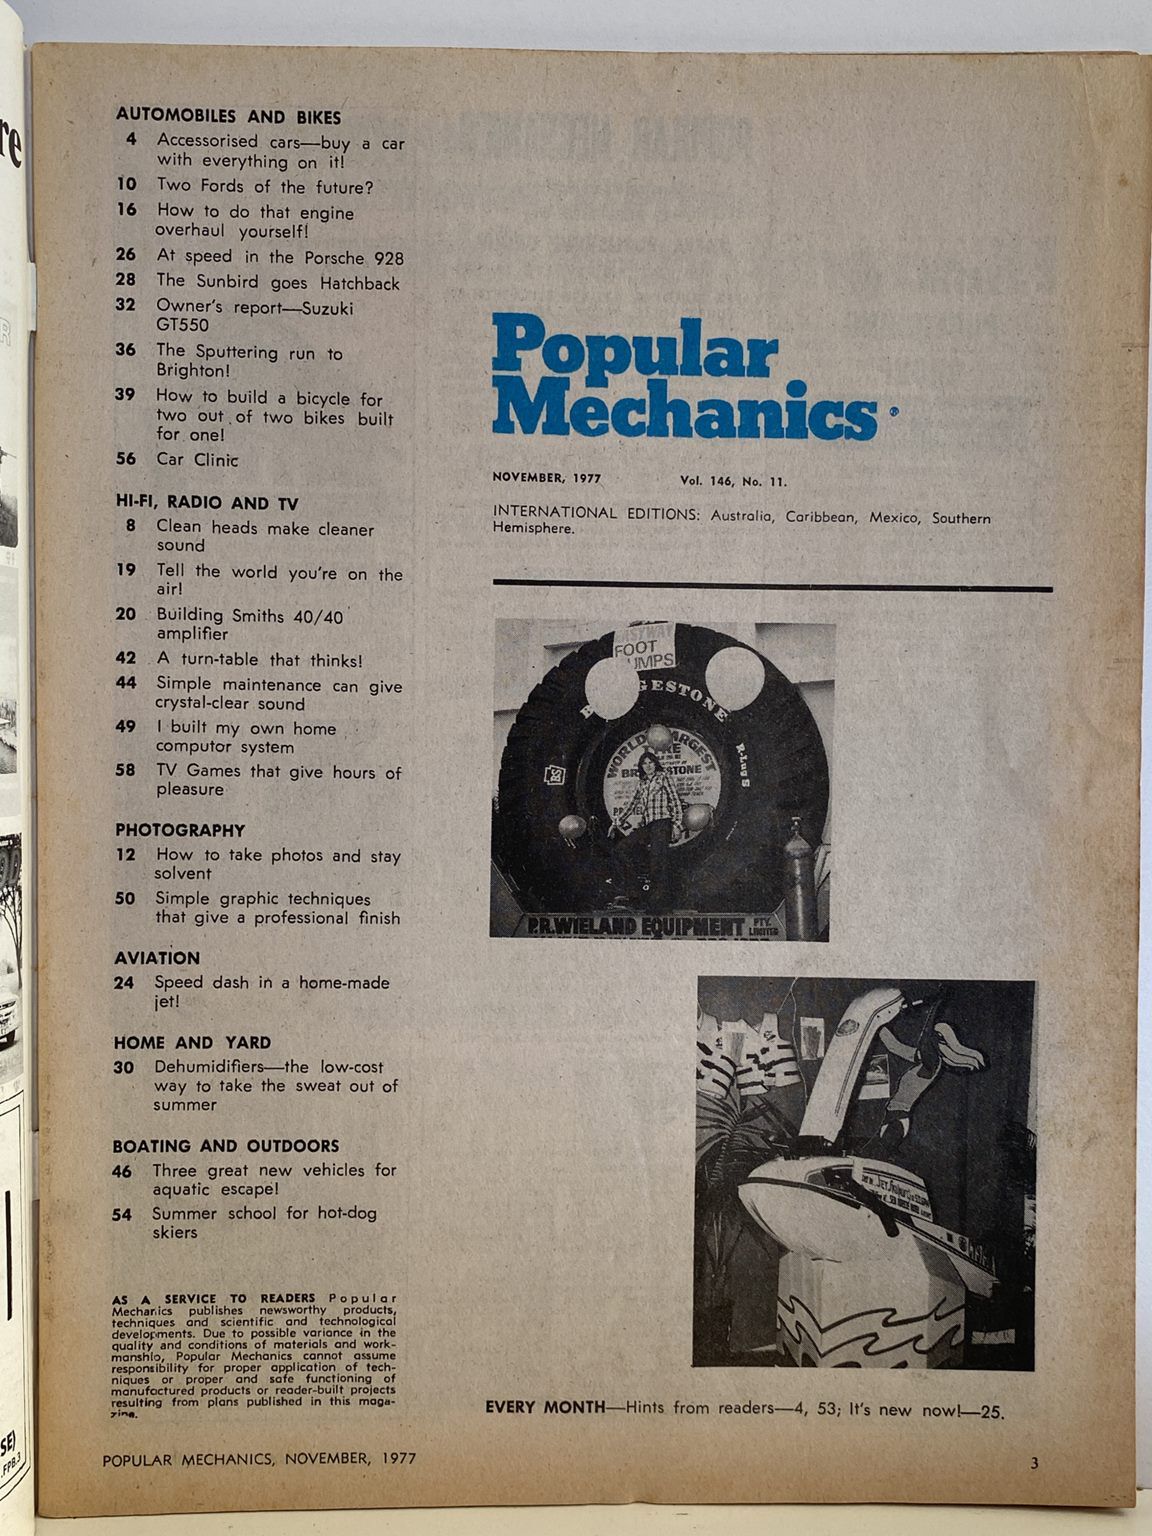 AUTOMOBILES AND BIKES
4 Accessorised cars—buy a car
with everything on it!
10 Two Fords of the future?
16 How to do that engine
overhaul yourself!
26 At speed in the Porsche 928
28 The Sunbird goes Hatchback
32 Owner's report—Suzuki
GT550
36 The Sputtering run to
Brighton!
39 How to build a bicycle for
two out of two bikes built
for one!
56 Car Clinic
HI-FI, RADIO AND TV
8 Clean heads make cleaner
sound
19 Tell the world you're on the
air!
20 Building Smiths 40/40
amplifier
42 A turn-table that thinks!
44 Simple maintenance can give
crystal-clear sound
49 I built my own home
computor system
58 TV Games that give hours of
pleasure
PHOTOGRAPHY
12 How to take photos and stay
solvent
50 Simple graphic techniques
that give a professional finish
AVIATION
24 Speed dash in a home-made
jet!
HOME AND YARD
30 Dehumidifiers—the low-cost
way to take the sweat out of
summer
BOATING AND OUTDOORS
46 Three great new vehicles for
aquatic escape!
54 Summer school for hot-dog
skiers
AS A SERVICE TO READERS Popular
Mechanics publishes newsworthy products,
techniques and scientific and technological
developments. Due to possible variance in the
quality and conditions of materials and work-
manship, Popular Mechanics cannot assume
responsibility for proper application of tech-
niques or proper and safe functioning of
manufactured products or reader-built projects
resulting from plans published in this maga-
zine.
POPULAR MECHANICS, NOVEMBER, 1977
Popular
Mechanics
NOVEMBER, 1977 Vol. 146, No. 11.
INTERNATIONAL EDITIONS: Australia, Caribbean, Mexico, Southern
Hemisphere.
FOOT
UMPS
GESTONE
BS
WORLD LARGEST
BR STONE
P.R. WIELAND EQUIPMENT PTY.
LIMITED
EVERY MONTH—Hints from readers—4, 53; It's new now!—25.
3
re
SE)
.FPB.3